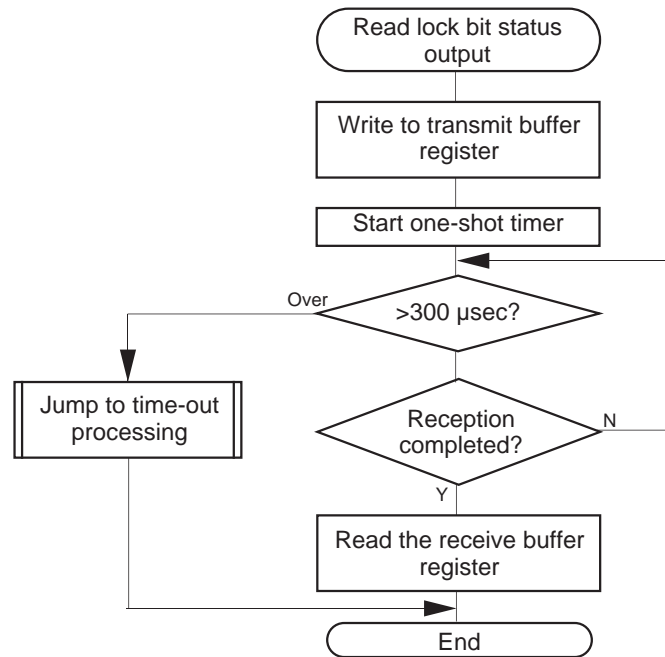 Read lock bit status
output
Write to transmit buffer
register
Start one-shot timer
Over
>300 μsec?
Jump to time-out
processing
Reception
completed?
N
Y
Read the receive buffer
register
End